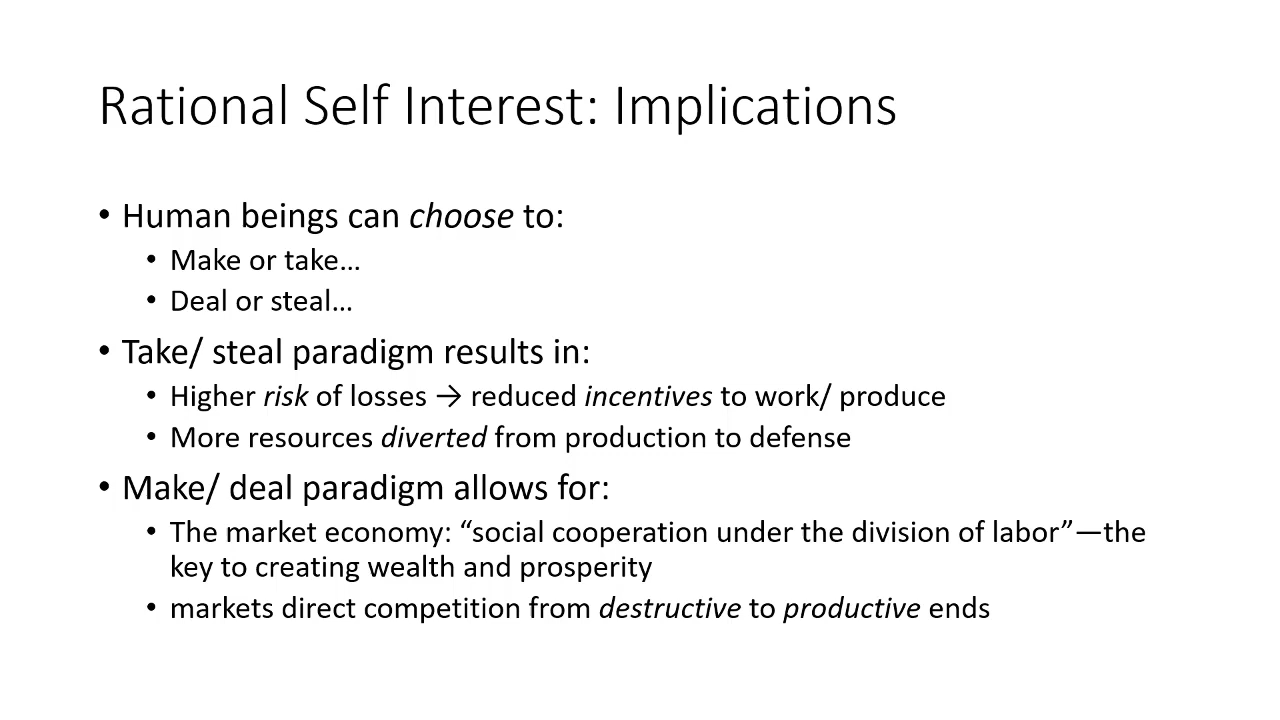 Rational Self Interest: Implications
• Human beings can choose to:
• Make or take…
• Deal or steal…
• Take/ steal paradigm results in:
• Higher risk of losses → reduced incentives to work/ produce
• More resources diverted from production to defense
• Make/ deal paradigm allows for:
• The market economy: “social cooperation under the division of labor”—the
key to creating wealth and prosperity
• markets direct competition from destructive to productive ends